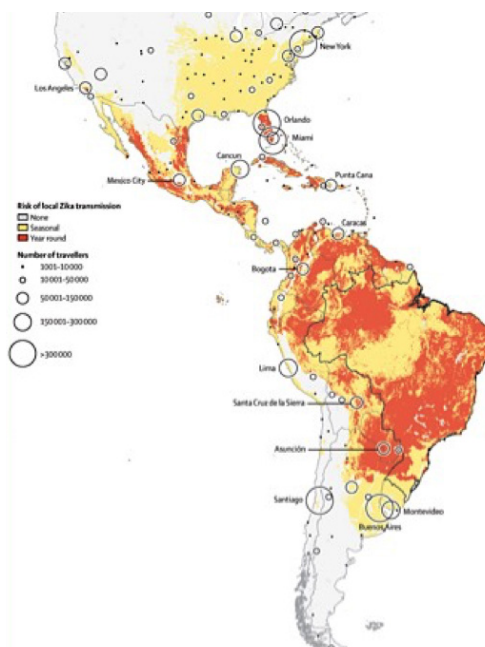 New York
Los Angeles
Orlando
Miami
Cancun
Mexico City
Punta Cana
Risk of local Zika transmission
None
Seasonal
Year round
Caracas
Number of travellers
1001–10 000
10 001–50 000
50 001–150 000
150 001–300 000
>300 000
Bogota
Lima
Santa Cruz de la Sierra
Asunción
Santiago
Montevideo
Buenos Aires